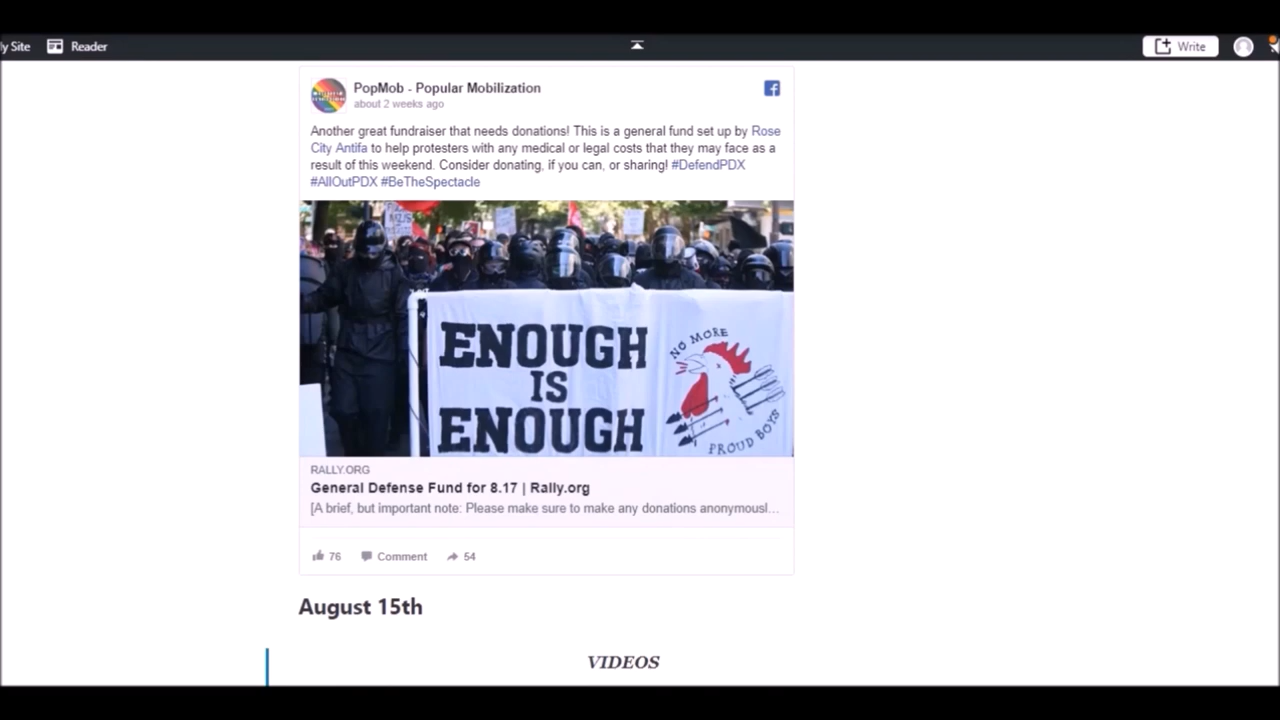 ly Site Reader Write
PopMob - Popular Mobilization
about 2 weeks ago
Another great fundraiser that needs donations! This is a general fund set up by Rose
City Antifa to help protesters with any medical or legal costs that they may face as a
result of this weekend. Consider donating, if you can, or sharing! #DefendPDX
#AllOutPDX #BeTheSpectacle
ENOUGH
IS
ENOUGH
NO MORE
PROUD BOYS
RALLY.ORG
General Defense Fund for 8.17 | Rally.org
[A brief, but important note: Please make sure to make any donations anonymousl...
76 Comment 54
August 15th
VIDEOS